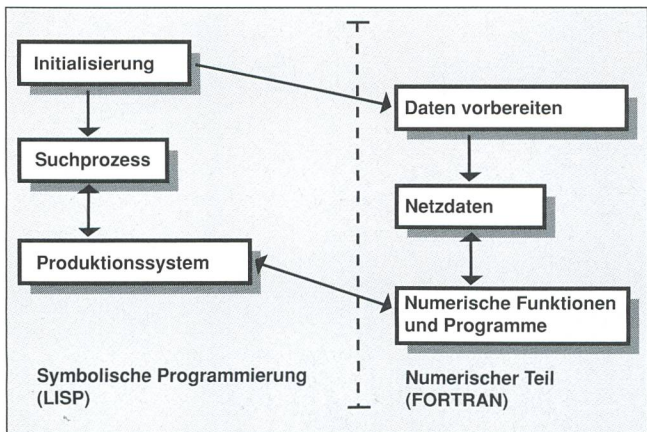 Initialisierung
Suchprozess
Produktionssystem
Symbolische Programmierung
(LISP)
Daten vorbereiten
Netzdaten
Numerische Funktionen
und Programme
Numerischer Teil
(FORTRAN)